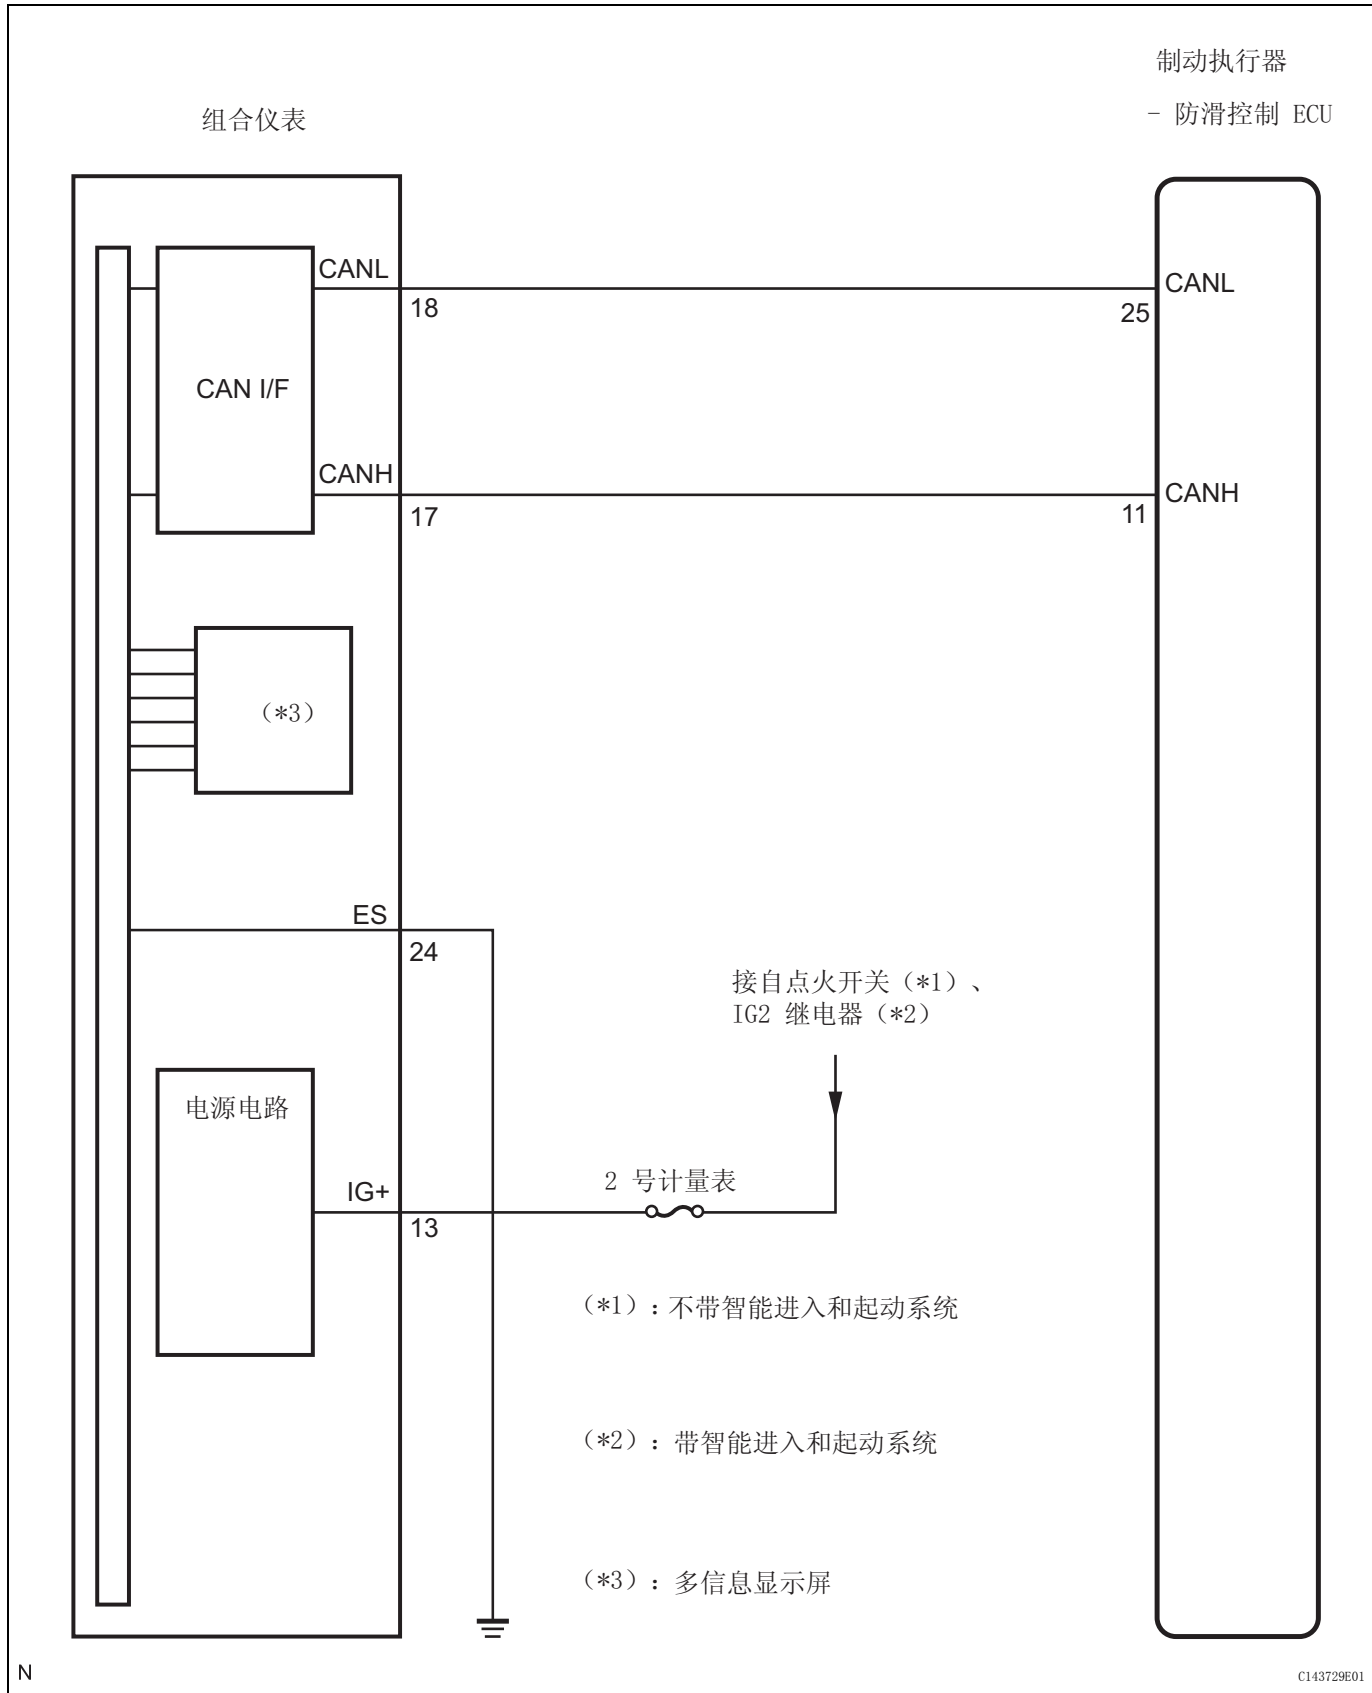 制动执行器
- 防滑控制 ECU
组合仪表
CANL
18
25
CANL
CAN I/F
CANH
17
11
CANH
（*3）
ES
24
接自点火开关（*1）、
IG2 继电器（*2）
电源电路
2 号计量表
IG+
13
（*1）：不带智能进入和起动系统
（*2）：带智能进入和起动系统
（*3）：多信息显示屏
N
C143729E01